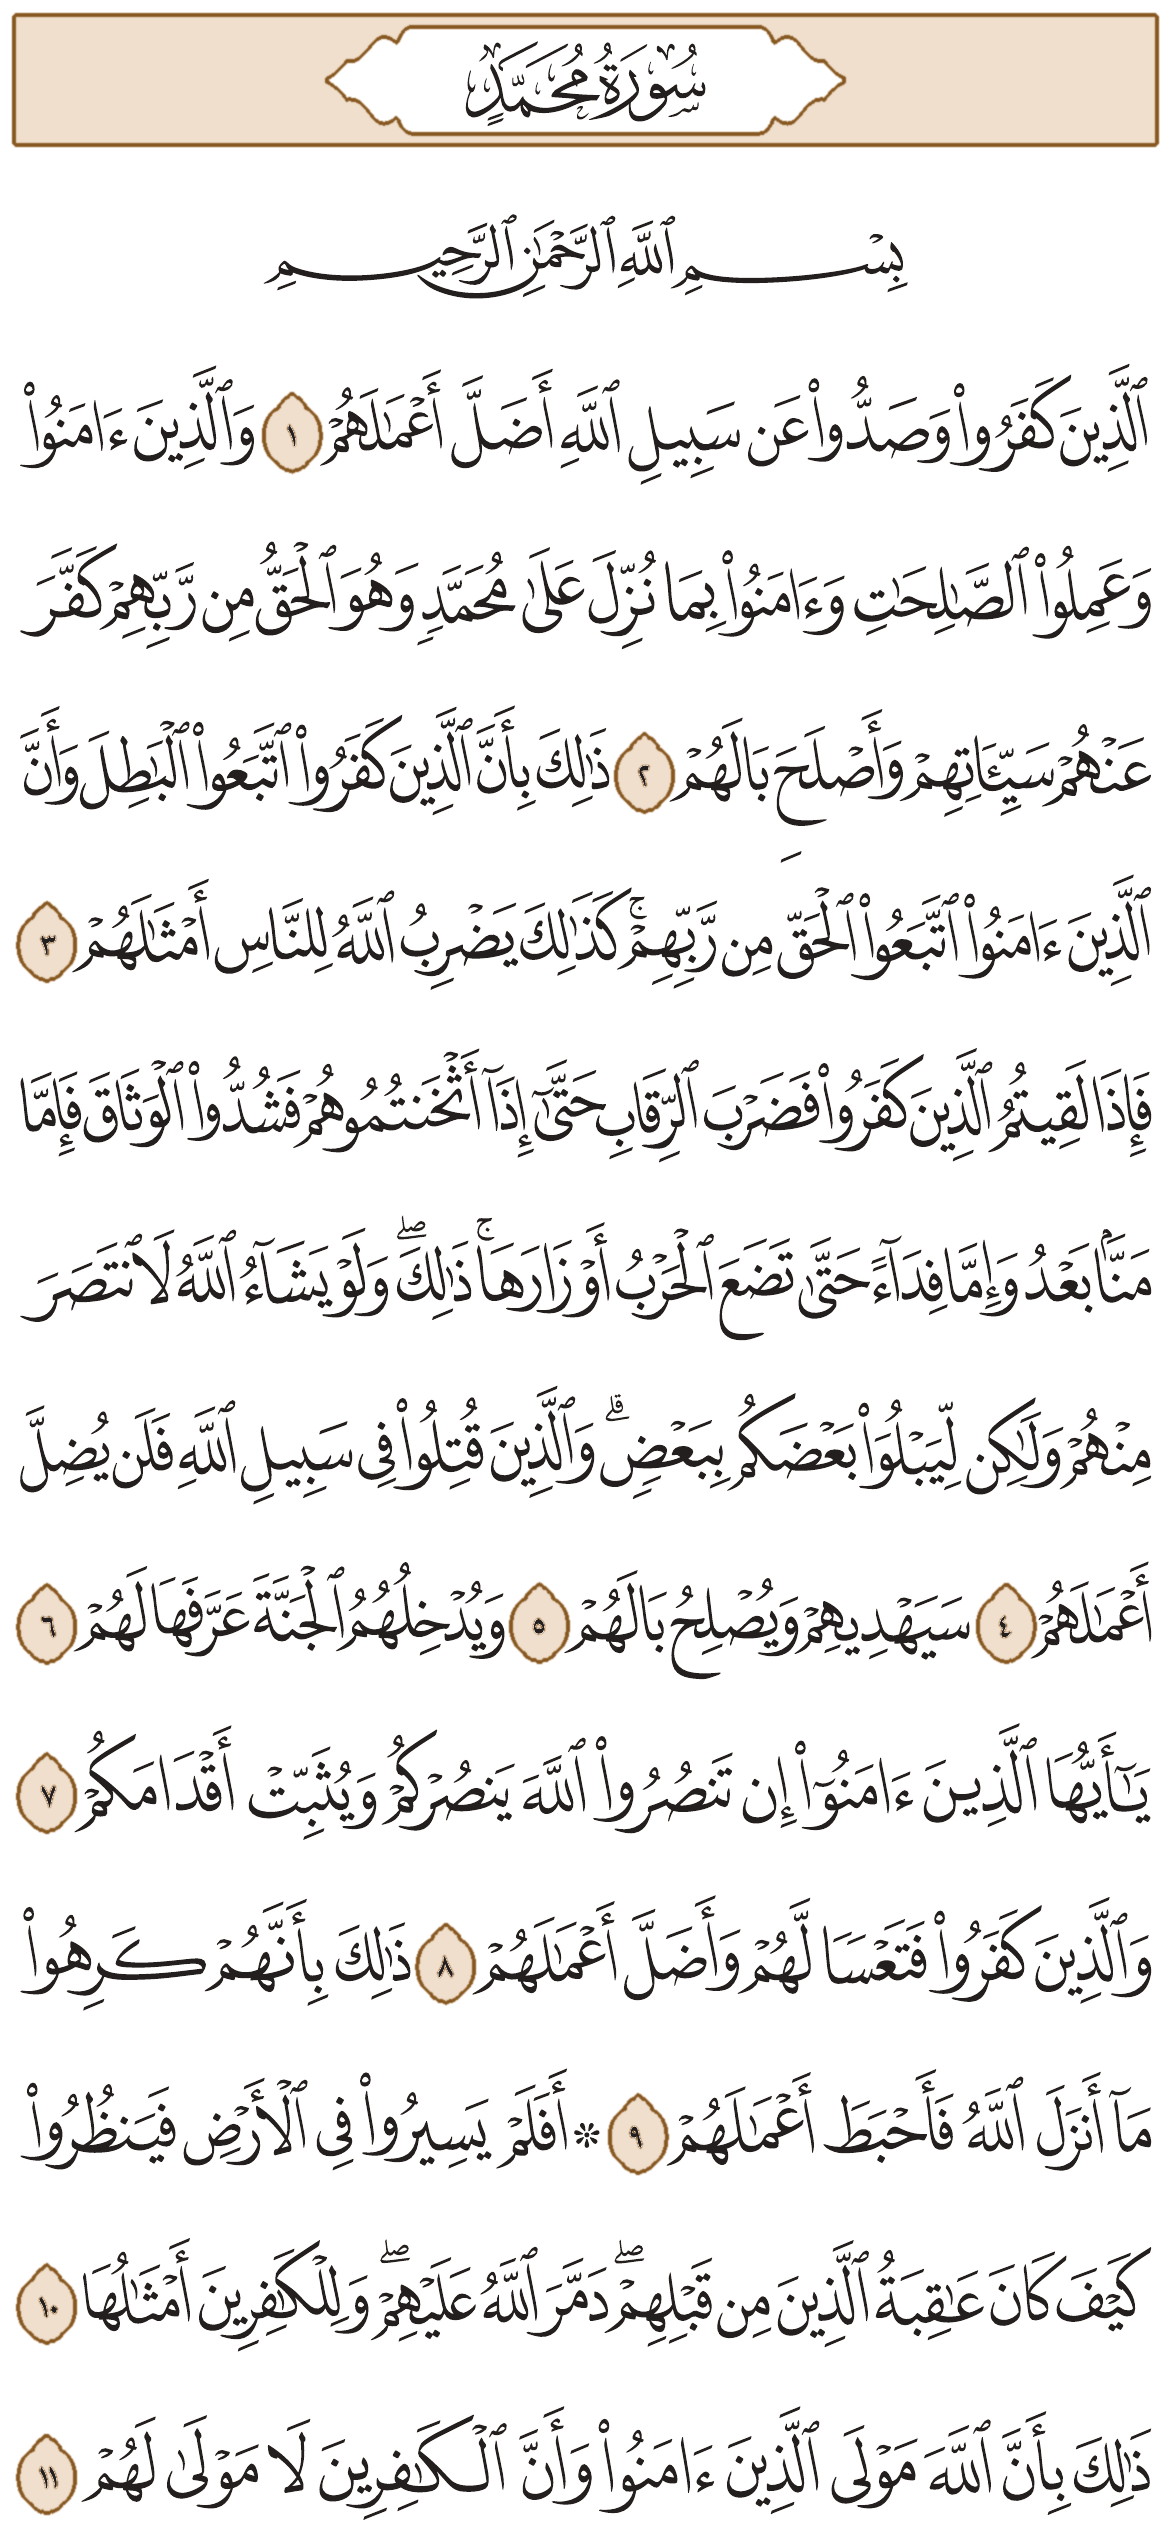 سُورَةُ مُحَمَّدٍ
بِسْمِ ٱللَّهِ ٱلرَّحْمَٰنِ ٱلرَّحِيمِ
ٱلَّذِينَ كَفَرُوا۟ وَصَدُّوا۟ عَن سَبِيلِ ٱللَّهِ أَضَلَّ أَعْمَٰلَهُمْ ١ وَٱلَّذِينَ ءَامَنُوا۟
وَعَمِلُوا۟ ٱلصَّٰلِحَٰتِ وَءَامَنُوا۟ بِمَا نُزِّلَ عَلَىٰ مُحَمَّدٍ وَهُوَ ٱلْحَقُّ مِن رَّبِّهِمْ كَفَّرَ
عَنْهُمْ سَيِّـَٔاتِهِمْ وَأَصْلَحَ بَالَهُمْ ٢ ذَٰلِكَ بِأَنَّ ٱلَّذِينَ كَفَرُوا۟ ٱتَّبَعُوا۟ ٱلْبَٰطِلَ وَأَنَّ
ٱلَّذِينَ ءَامَنُوا۟ ٱتَّبَعُوا۟ ٱلْحَقَّ مِن رَّبِّهِمْ ۚ كَذَٰلِكَ يَضْرِبُ ٱللَّهُ لِلنَّاسِ أَمْثَٰلَهُمْ ٣
فَإِذَا لَقِيتُمُ ٱلَّذِينَ كَفَرُوا۟ فَضَرْبَ ٱلرِّقَابِ حَتَّىٰٓ إِذَآ أَثْخَنتُمُوهُمْ فَشُدُّوا۟ ٱلْوَثَاقَ فَإِمَّا
مَنًّۢا بَعْدُ وَإِمَّا فِدَآءً حَتَّىٰ تَضَعَ ٱلْحَرْبُ أَوْزَارَهَا ۚ ذَٰلِكَ ۖ وَلَوْ يَشَآءُ ٱللَّهُ لَٱنتَصَرَ
مِنْهُمْ وَلَٰكِن لِّيَبْلُوَا۟ بَعْضَكُم بِبَعْضٍ ۗ وَٱلَّذِينَ قُتِلُوا۟ فِى سَبِيلِ ٱللَّهِ فَلَن يُضِلَّ
أَعْمَٰلَهُمْ ٤ سَيَهْدِيهِمْ وَيُصْلِحُ بَالَهُمْ ٥ وَيُدْخِلُهُمُ ٱلْجَنَّةَ عَرَّفَهَا لَهُمْ ٦
يَٰٓأَيُّهَا ٱلَّذِينَ ءَامَنُوٓا۟ إِن تَنصُرُوا۟ ٱللَّهَ يَنصُرْكُمْ وَيُثَبِّتْ أَقْدَامَكُمْ ٧
وَٱلَّذِينَ كَفَرُوا۟ فَتَعْسًا لَّهُمْ وَأَضَلَّ أَعْمَٰلَهُمْ ٨ ذَٰلِكَ بِأَنَّهُمْ كَرِهُوا۟
مَآ أَنزَلَ ٱللَّهُ فَأَحْبَطَ أَعْمَٰلَهُمْ ٩ ۞ أَفَلَمْ يَسِيرُوا۟ فِى ٱلْأَرْضِ فَيَنظُرُوا۟
كَيْفَ كَانَ عَٰقِبَةُ ٱلَّذِينَ مِن قَبْلِهِمْ ۖ دَمَّرَ ٱللَّهُ عَلَيْهِمْ ۖ وَلِلْكَٰفِرِينَ أَمْثَٰلُهَا ١٠
ذَٰلِكَ بِأَنَّ ٱللَّهَ مَوْلَى ٱلَّذِينَ ءَامَنُوا۟ وَأَنَّ ٱلْكَٰفِرِينَ لَا مَوْلَىٰ لَهُمْ ١١